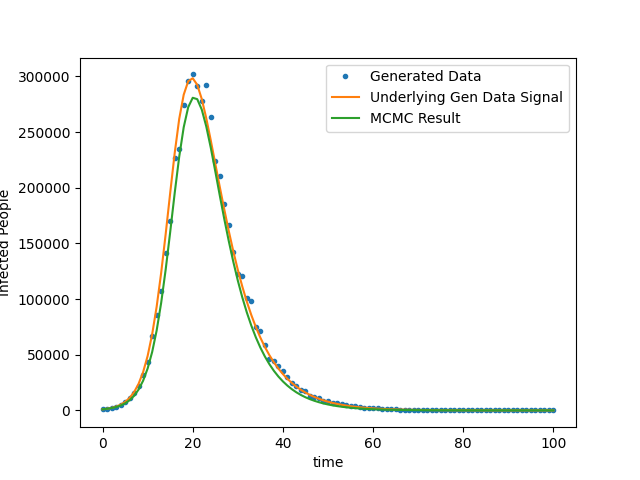 Generated Data
Underlying Gen Data Signal
MCMC Result
300000
250000
200000
150000
100000
50000
0
Infected People
0 20 40 60 80 100
time